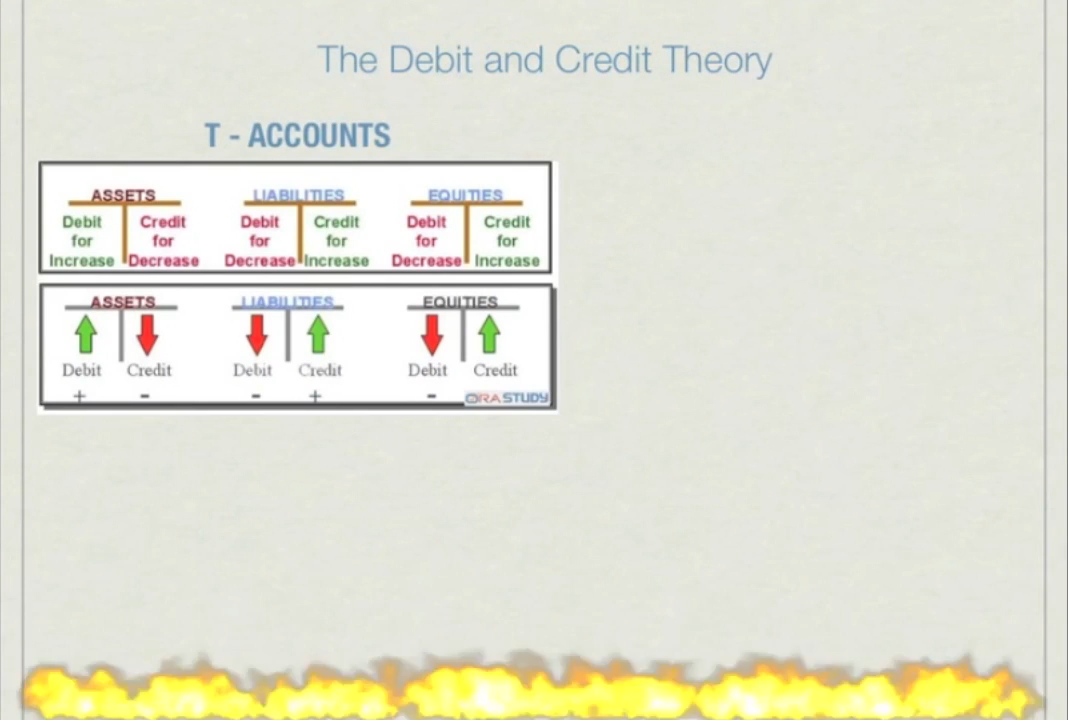 The Debit and Credit Theory
T - ACCOUNTS
ASSETS LIABILITIES EQUITIES
Debit Credit Debit Credit Debit Credit
for for for for for for
Increase Decrease Decrease Increase Decrease Increase
ASSETS LIABILITIES EQUITIES
Debit Credit Debit Credit Debit Credit
+ - - + -
ORA STUDY